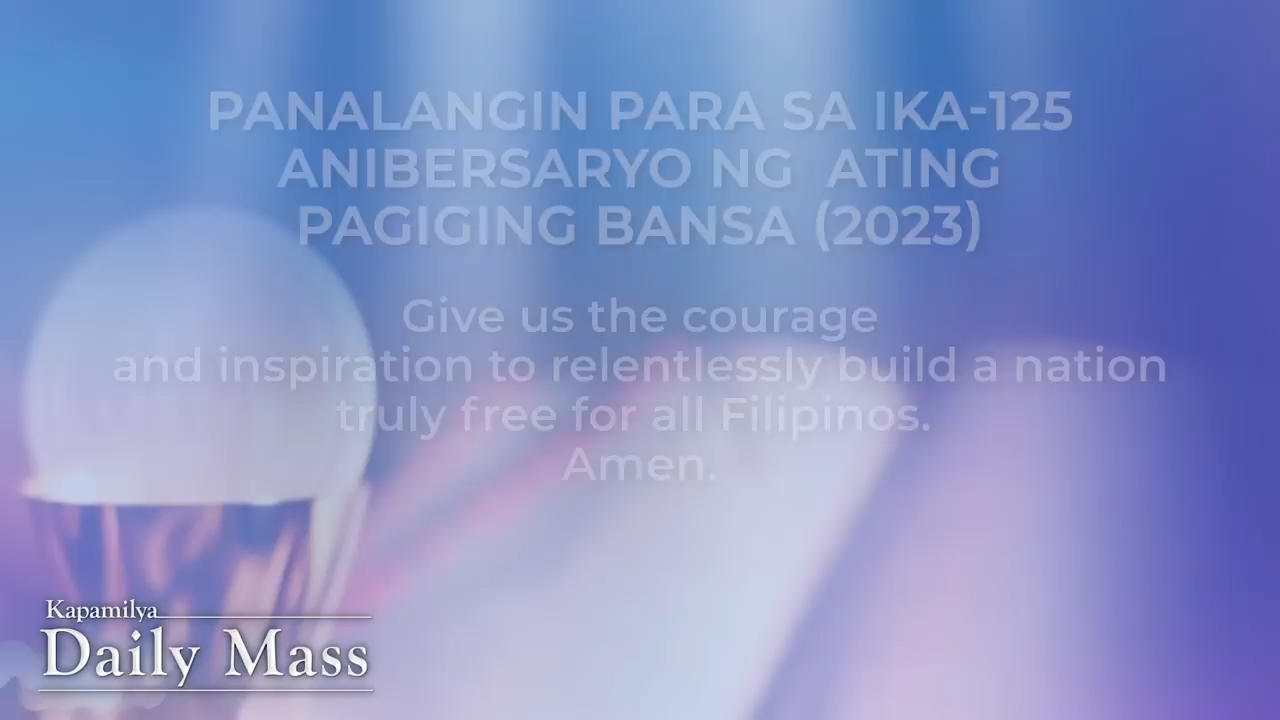 PANALANGIN PARA SA IKA-125
ANIBERSARYO NG ATING
PAGIGING BANSA (2023)
Give us the courage
and inspiration to relentlessly build a nation
truly free for all Filipinos.
Amen.
Kapamilya
Daily Mass